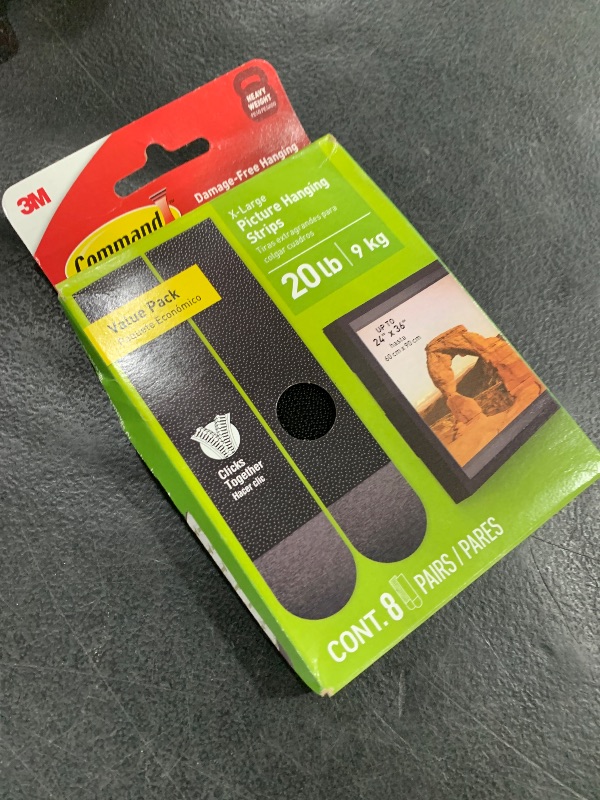 3M
HEAVY
WEIGHT
Damage-Free Hanging
Command
X-Large
Picture Hanging
Strips
Tiras extragrandes para
colgar cuadros
20 lb | 9 kg
Value Pack
Paquete Económico
UP TO
24" x 36"
hasta
60 cm x 90 cm
Clicks
Together
Hacer clic
CONT. 8 PAIRS / PARES